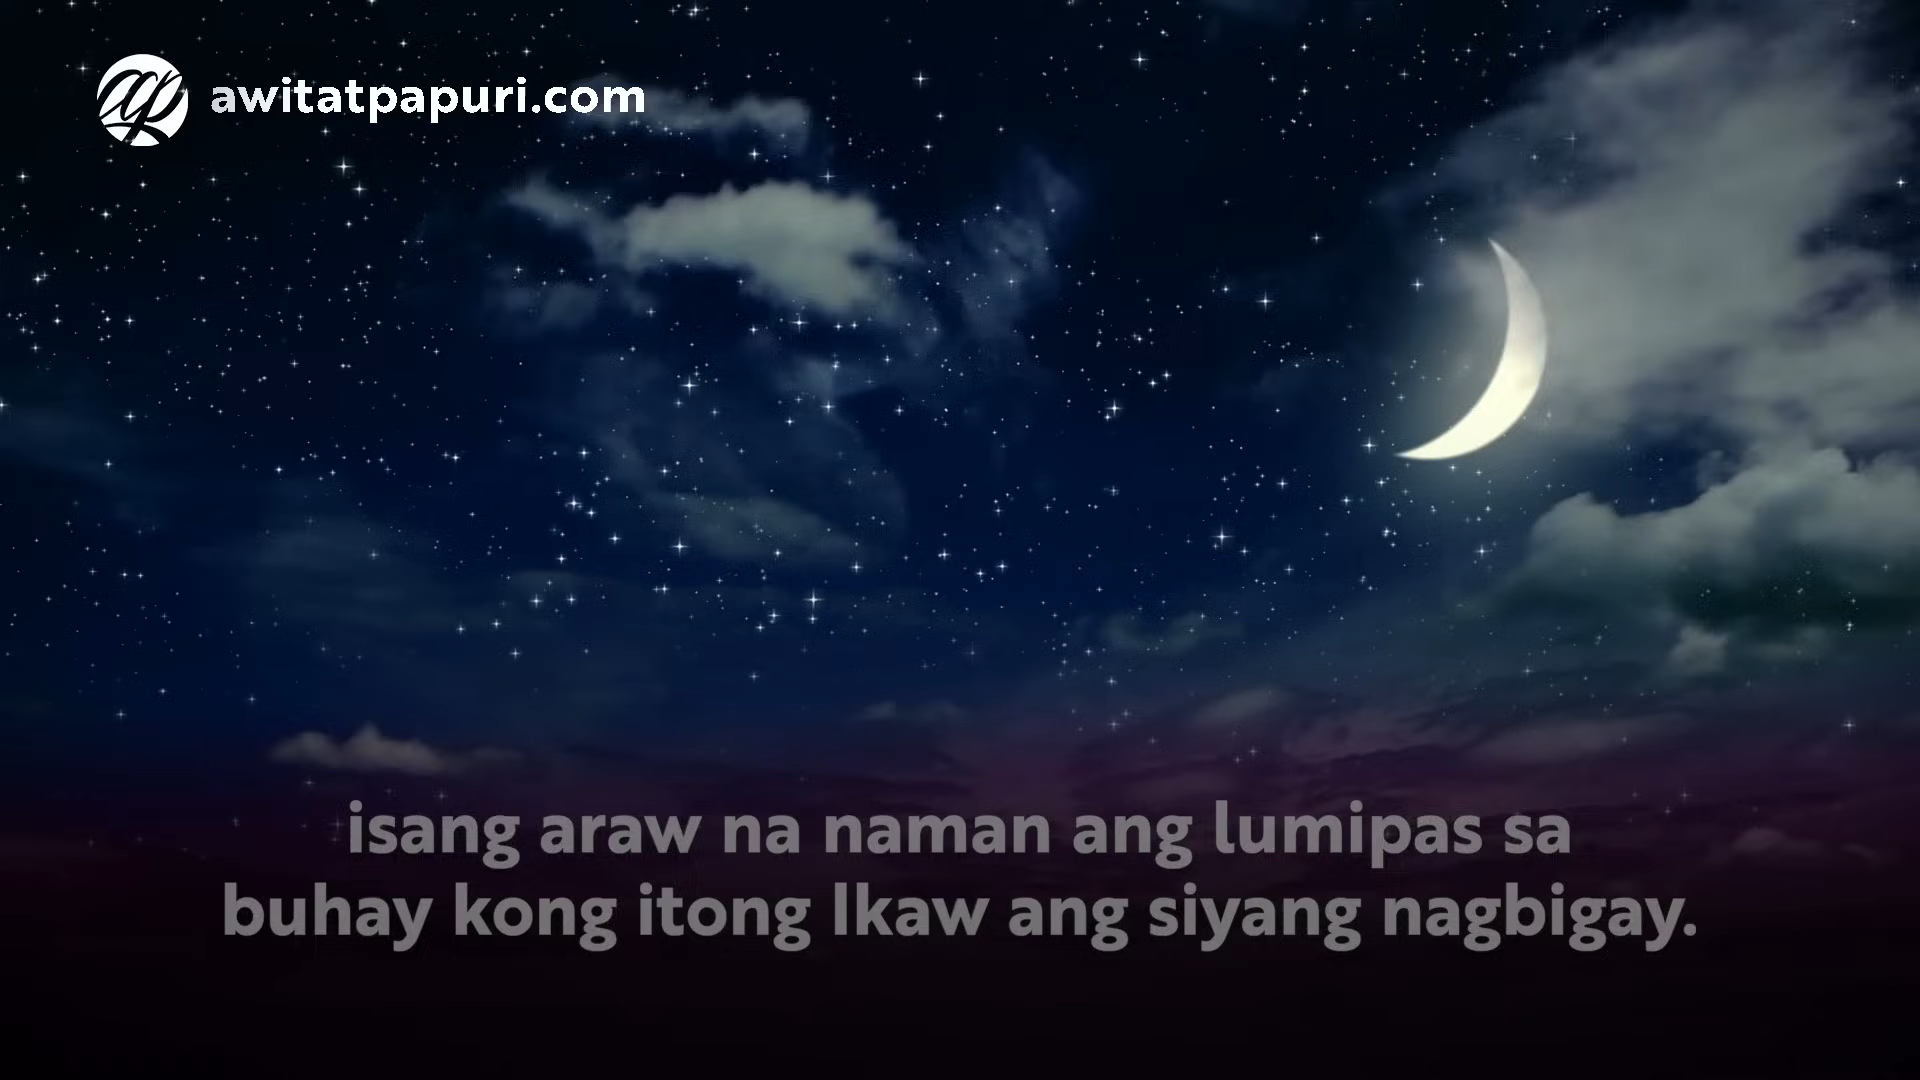 awitatpapuri.com
isang araw na naman ang lumipas sa
buhay kong itong Ikaw ang siyang nagbigay.